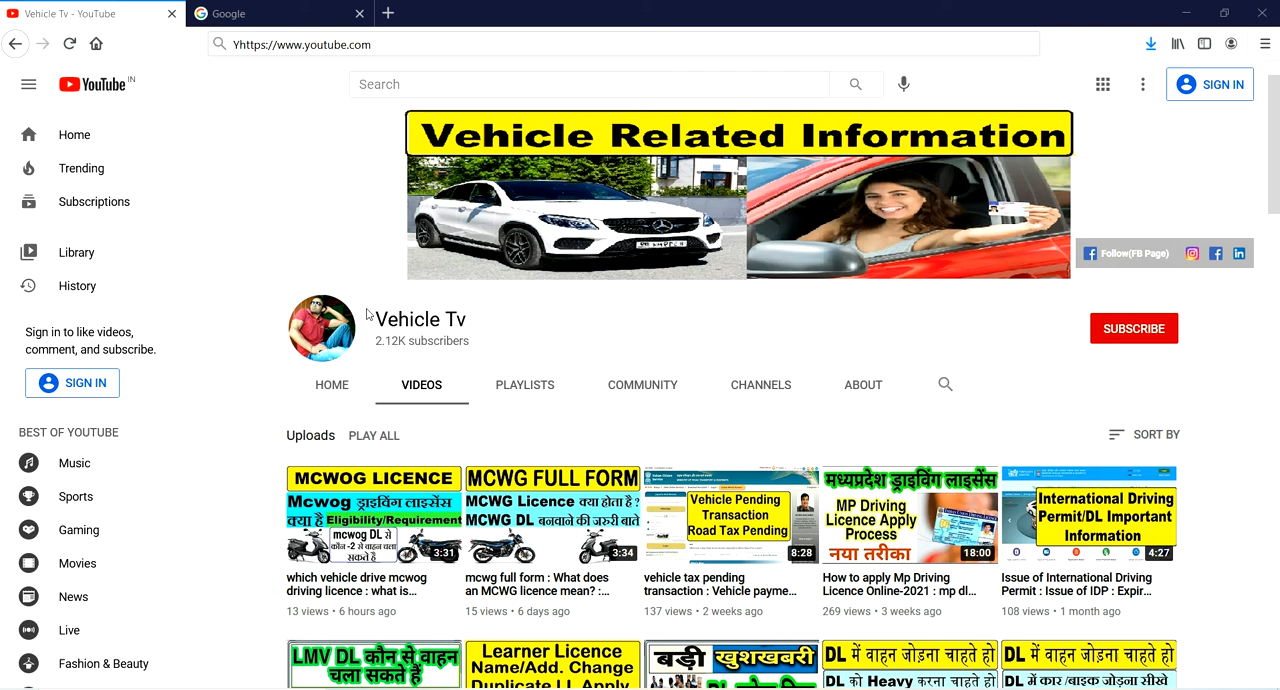 Vehicle Tv - YouTube
Google
Yhttps://www.youtube.com
YouTube IN
Search
SIGN IN
Home
Trending
Subscriptions
Library
History
Sign in to like videos,
comment, and subscribe.
SIGN IN
BEST OF YOUTUBE
Music
Sports
Gaming
Movies
News
Live
Fashion & Beauty
Vehicle Related Information
Follow(FB Page)
Vehicle Tv
2.12K subscribers
SUBSCRIBE
HOME VIDEOS PLAYLISTS COMMUNITY CHANNELS ABOUT
Uploads PLAY ALL
SORT BY
MCWOG LICENCE
Mcwog ड्राइविंग लाइसेंस
क्या है Eligibility/Requirement
mcwog DL से
कौन -2 से वाहन चला
सकते है
3:31
which vehicle drive mcwog
driving licence : what is...
13 views • 6 hours ago
MCWG FULL FORM
MCWG Licence क्या होता है ?
MCWG DL बनवाने की जरुरी बाते
3:34
mcwg full form : What does
an MCWG licence mean? :...
15 views • 6 days ago
Vehicle Pending
Transaction
Road Tax Pending
8:28
vehicle tax pending
transaction : Vehicle payme...
137 views • 2 weeks ago
मध्यप्रदेश ड्राइविंग लाइसेंस
MP Driving
Licence Apply
Process
नया तरीका
18:00
How to apply Mp Driving
Licence Online-2021 : mp dl...
269 views • 3 weeks ago
International Driving
Permit/DL Important
Information
4:27
Issue of International Driving
Permit : Issue of IDP : Expir...
108 views • 1 month ago
LMV DL कौन से वाहन
चला सकते है
Learner Licence
Name/Add. Change
Duplicate LL Apply
बड़ी खुशखबरी
DL में वाहन जोड़ना चाहते हो
DL को Heavy करना चाहते हो
DL में वाहन जोड़ना चाहते हो
DL में कार /बाइक जोड़ना सीखे